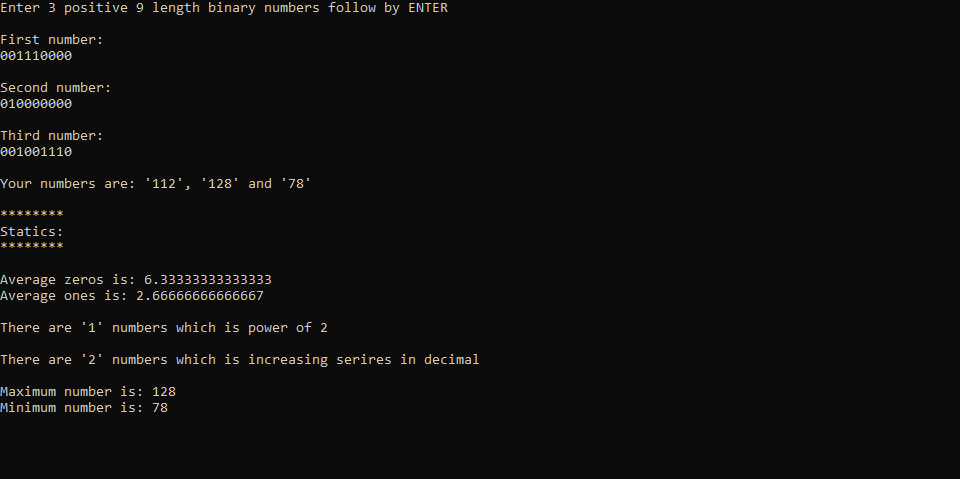 Enter 3 positive 9 length binary numbers follow by ENTER
First number:
001110000
Second number:
010000000
Third number:
001001110
Your numbers are: '112', '128' and '78'
********
Statics:
********
Average zeros is: 6.33333333333333
Average ones is: 2.66666666666667
There are '1' numbers which is power of 2
There are '2' numbers which is increasing serires in decimal
Maximum number is: 128
Minimum number is: 78